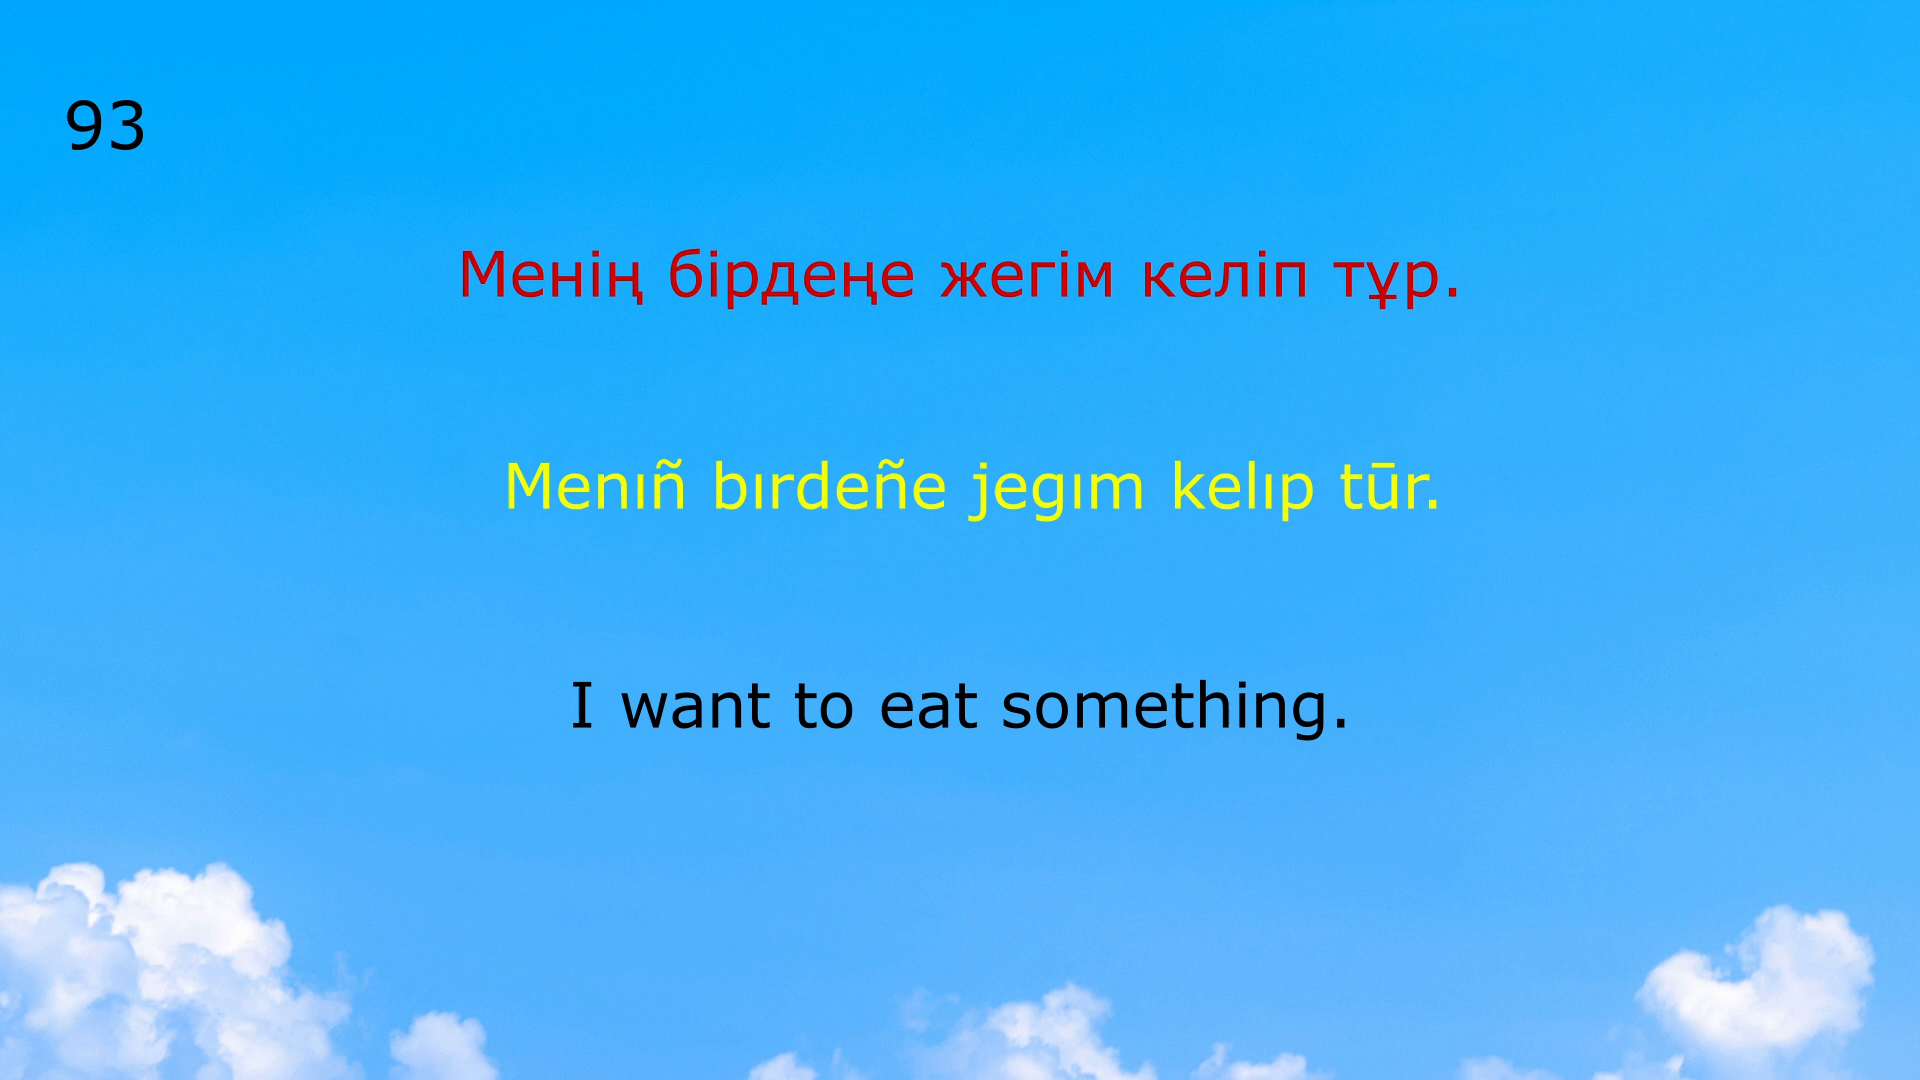 93
Менің бірдеңе жегім келіп тұр.
Menıñ bırdeñe jegım kelıp tūr.
I want to eat something.